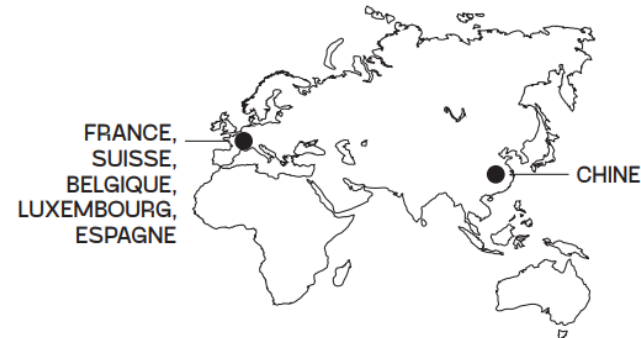 FRANCE,
SUISSE,
BELGIQUE,
LUXEMBOURG,
ESPAGNE
CHINE